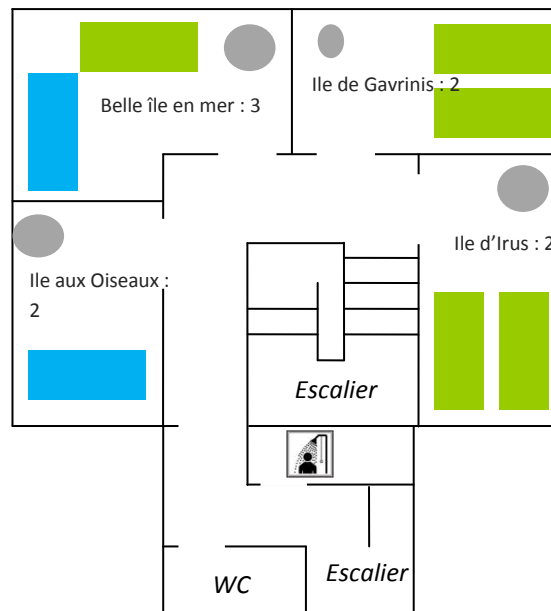 Ile de Gavrinis : 2
Belle île en mer : 3
Ile d’Irus : 2
Ile aux Oiseaux :
2
Escalier
WC
Escalier